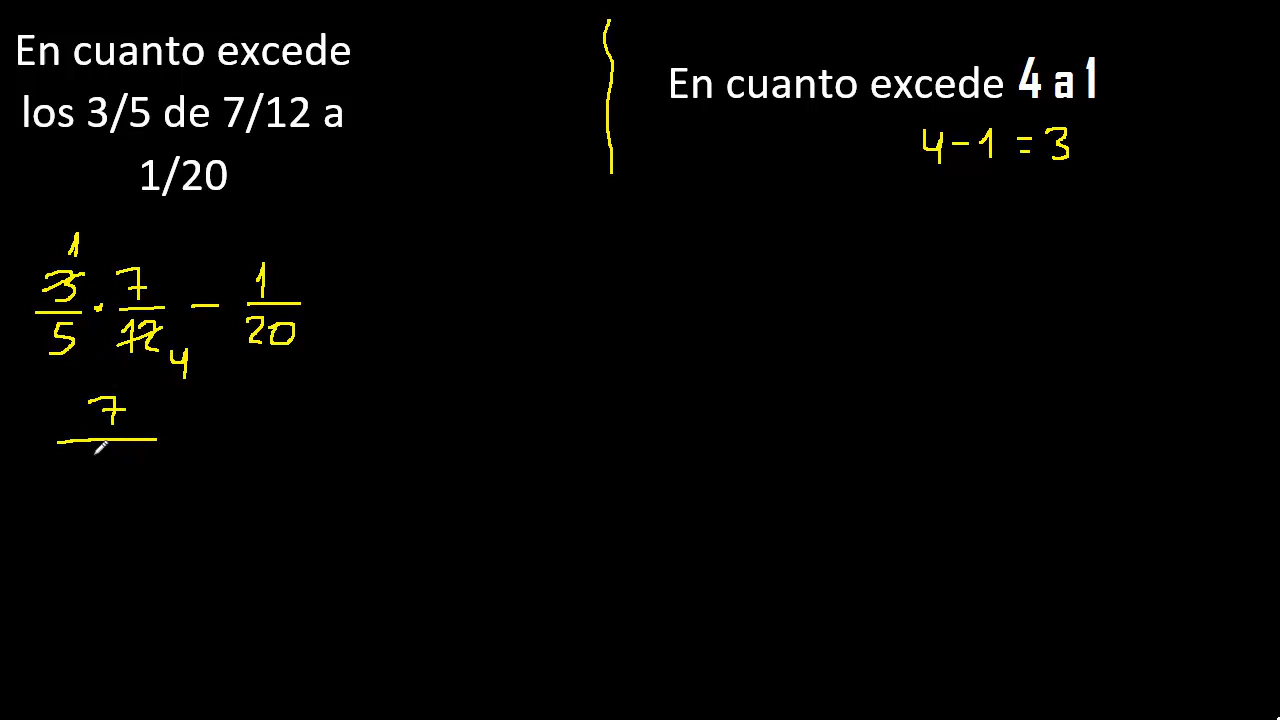 En cuanto excede
los 3/5 de 7/12 a
1/20
En cuanto excede 4 a 1
4 - 1 = 3
1
3 7 1
5 · 12 - 20
4
7